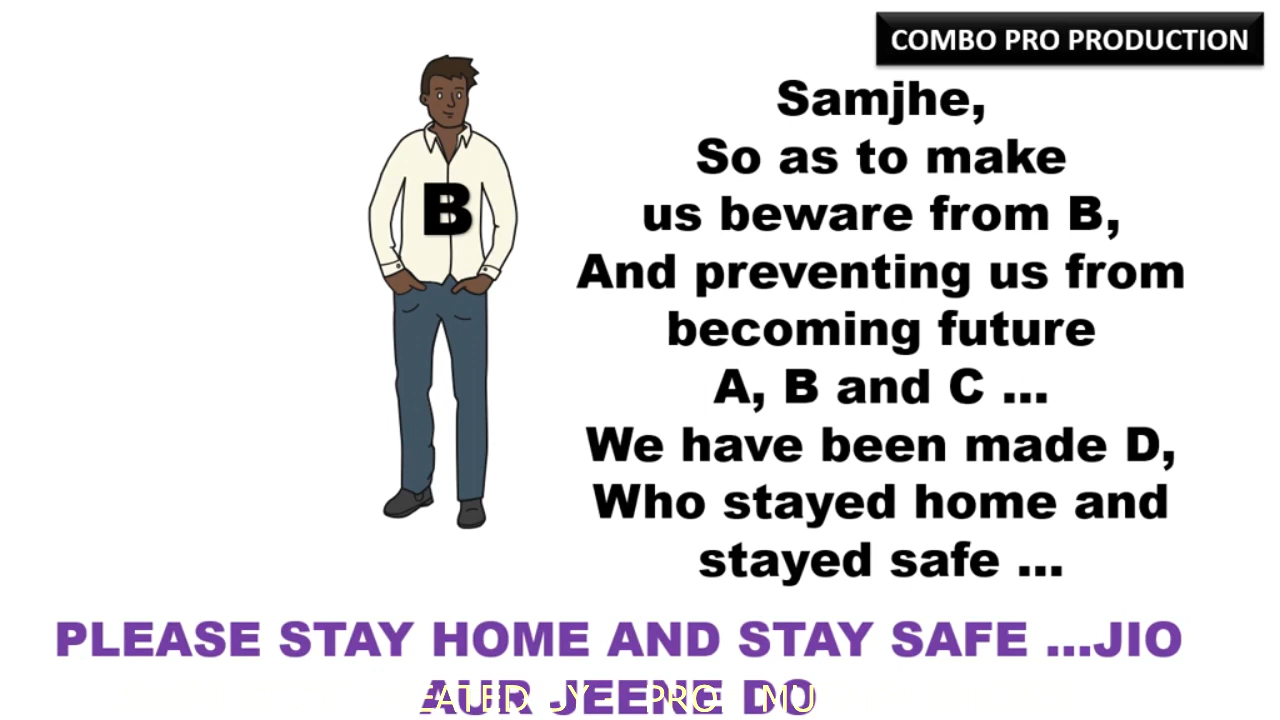 COMBO PRO PRODUCTION
Samjhe,
So as to make
us beware from B,
And preventing us from
becoming future
A, B and C ...
We have been made D,
Who stayed home and
stayed safe ...
B
PLEASE STAY HOME AND STAY SAFE ...JIO
AUR JEENE DO
PRO